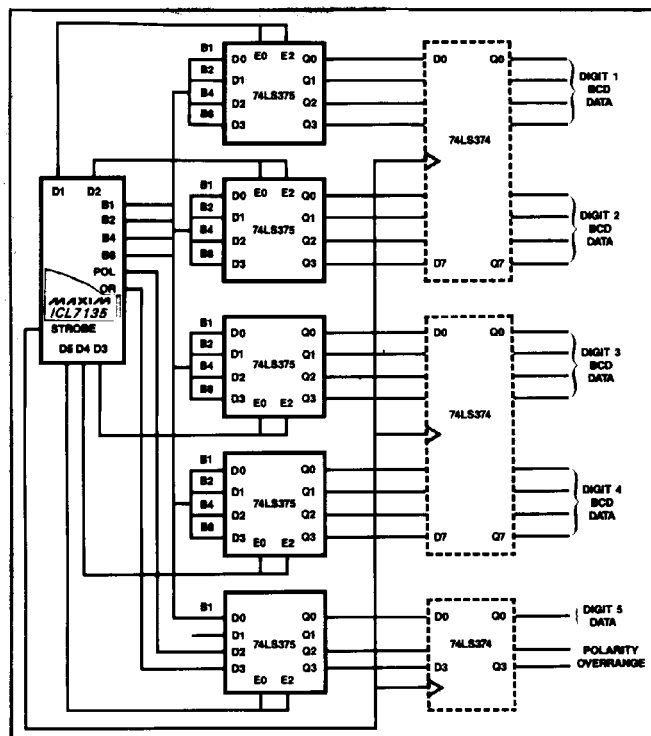 D1 D2
B1
B2
B4
B8
POL
OR
MAXIM
ICL7135
STROBE
D5 D4 D3
B1
B2
B4
B8
E0 E2
D0 Q0
D1 Q1
74LS375
D2 Q2
D3 Q3
B1
B2
B4
B8
E0 E2
D0 Q0
D1 Q1
74LS375
D2 Q2
D3 Q3
D0 Q0
74LS374
D7 Q7
DIGIT 1
BCD
DATA
DIGIT 2
BCD
DATA
B1
B2
B4
B8
D0 Q0
D1 Q1
74LS375
D2 Q2
D3 Q3
E0 E2
B1
B2
B4
B8
D0 Q0
D1 Q1
74LS375
D2 Q2
D3 Q3
E0 E2
D0 Q0
74LS374
D7 Q7
DIGIT 3
BCD
DATA
DIGIT 4
BCD
DATA
B1
D0 Q0
D1 Q1
74LS375
D2 Q2
D3 Q3
E0 E2
D0 Q0
74LS374
D3 Q3
DIGIT 5
DATA
POLARITY
OVERRANGE